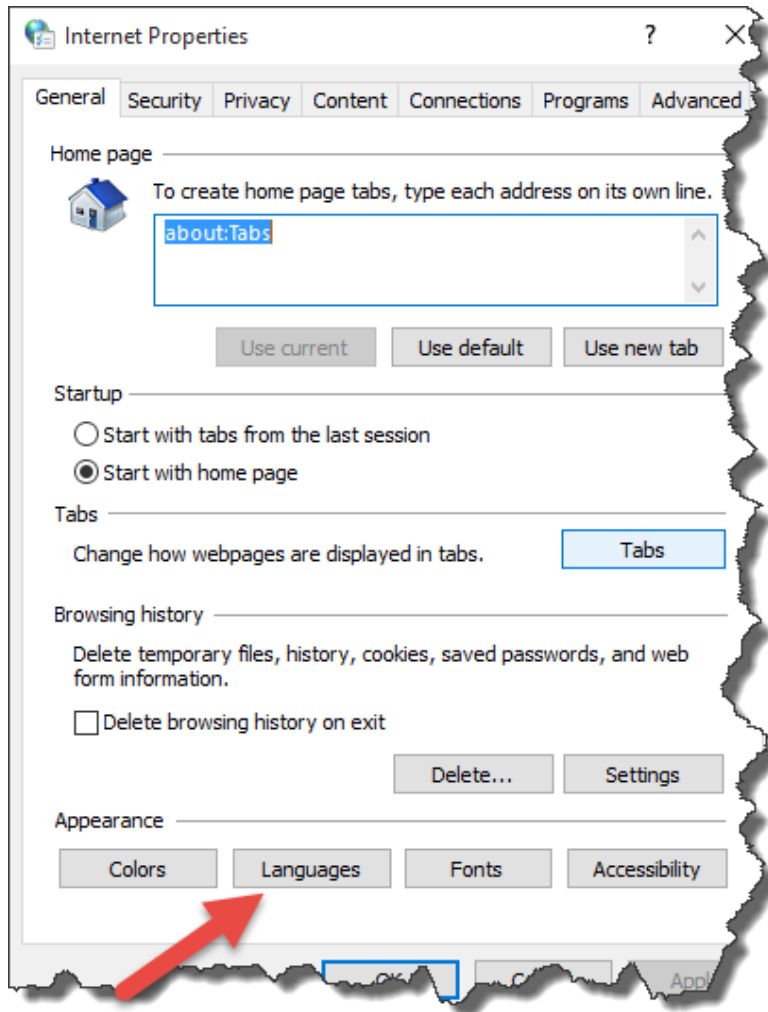 Internet Properties ?
General Security Privacy Content Connections Programs Advanced
Home page
To create home page tabs, type each address on its own line.
about:Tabs
Use current Use default Use new tab
Startup
Start with tabs from the last session
Start with home page
Tabs
Change how webpages are displayed in tabs. Tabs
Browsing history
Delete temporary files, history, cookies, saved passwords, and web
form information.
Delete browsing history on exit
Delete... Settings
Appearance
Colors Languages Fonts Accessibility